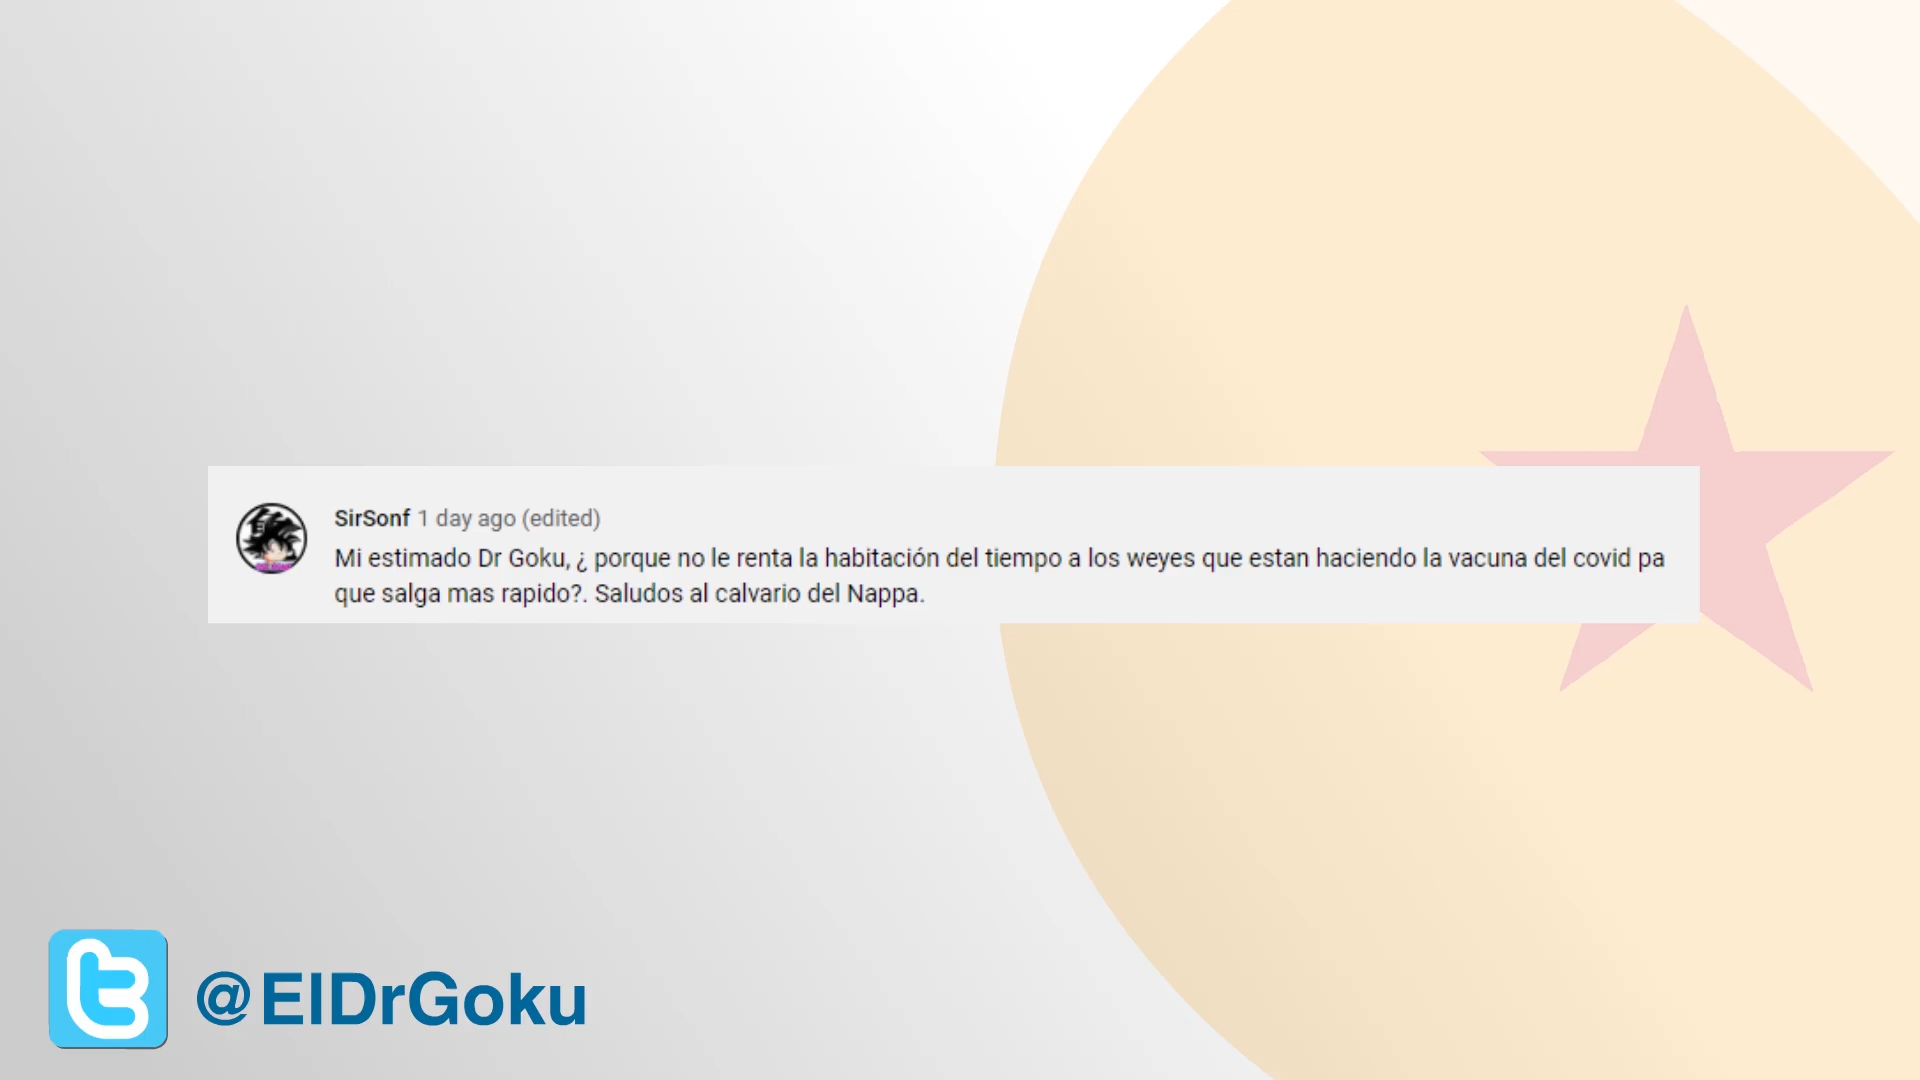 SirSonf 1 day ago (edited)
Mi estimado Dr Goku, ¿ porque no le renta la habitación del tiempo a los weyes que estan haciendo la vacuna del covid pa
que salga mas rapido?. Saludos al calvario del Nappa.
@ElDrGoku